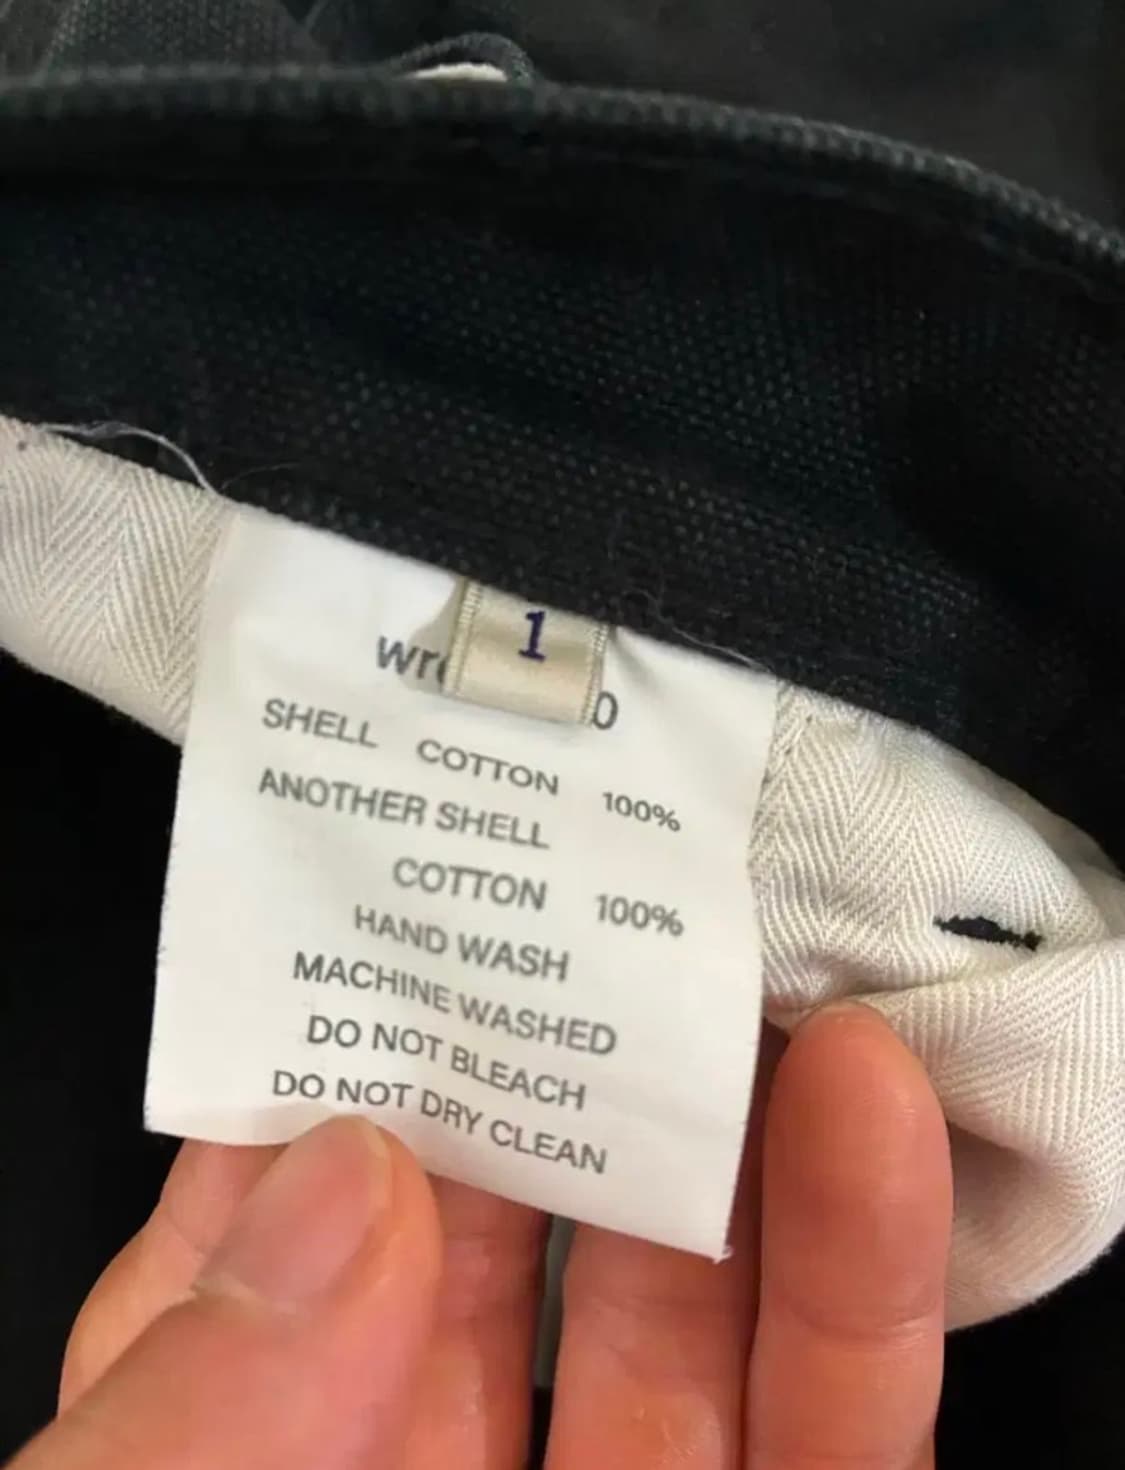 1
SHELL COTTON 100%
ANOTHER SHELL
COTTON 100%
HAND WASH
MACHINE WASHED
DO NOT BLEACH
DO NOT DRY CLEAN